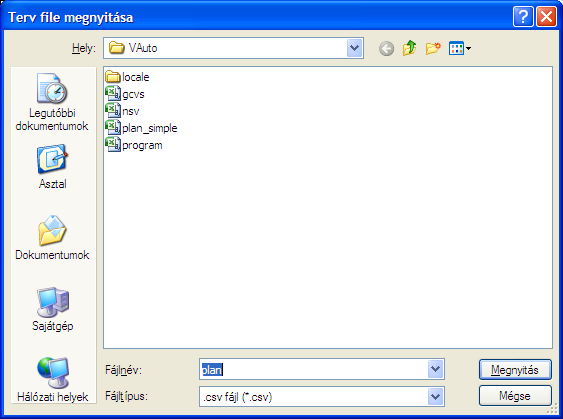 Terv file megnyitása
Hely: VAuto
locale
gcvs
nsv
plan_simple
program
Legutóbbi
dokumentumok
Asztal
Dokumentumok
Sajátgép
Hálózati helyek
Fájlnév: plan
Megnyitás
Fájltípus: .csv fájl (*.csv)
Mégse